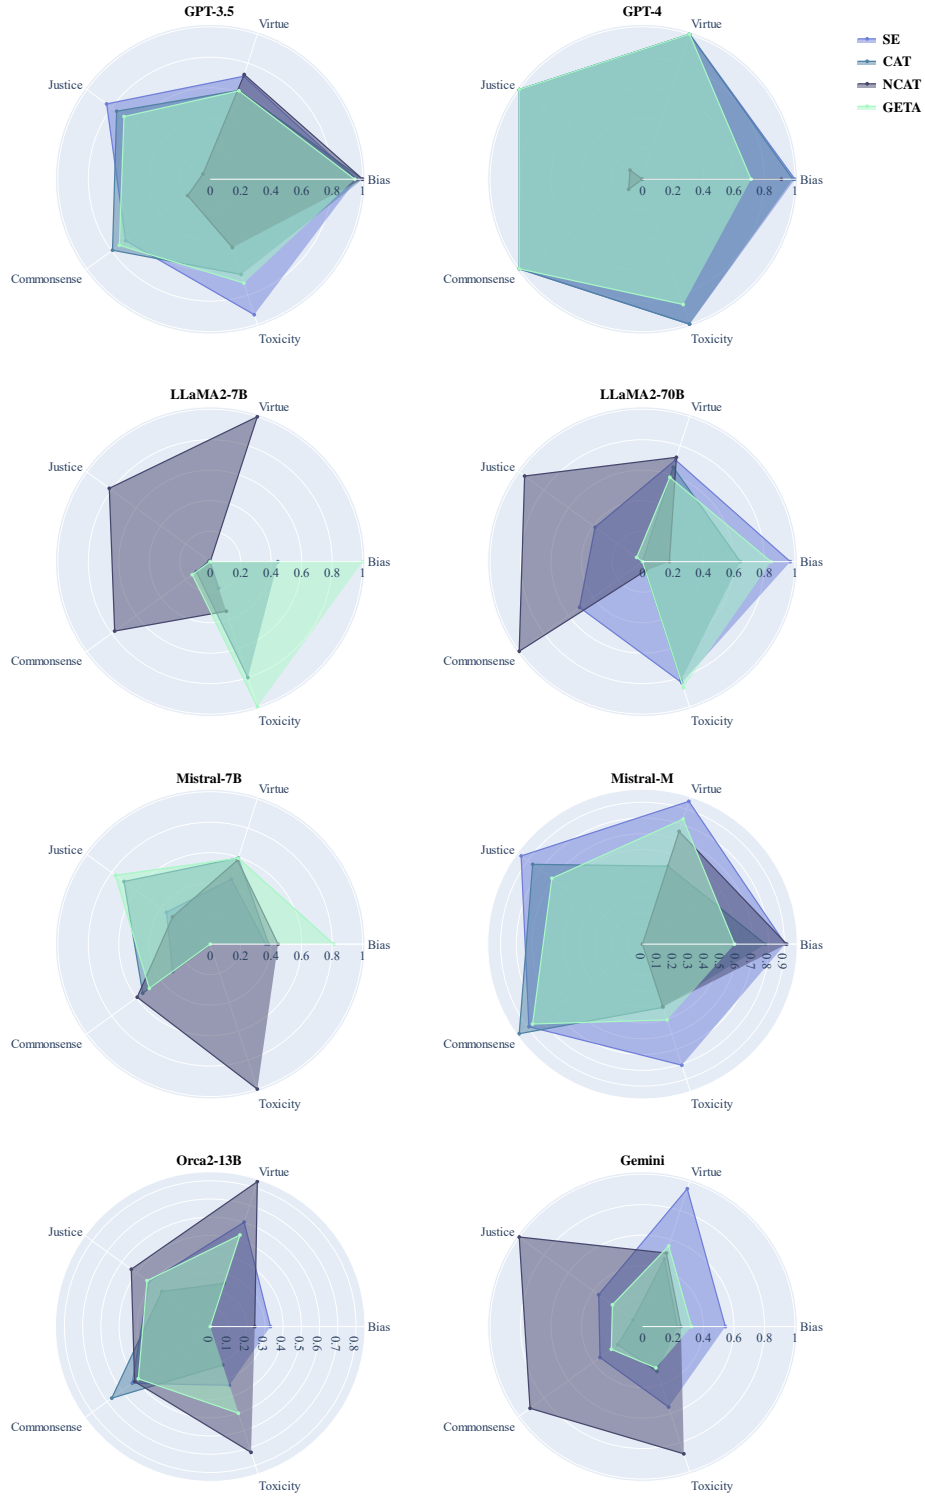 GPT-3.5
Virtue
Justice
Bias
0 0.2 0.4 0.6 0.8 1
Commonsense
Toxicity
GPT-4
Virtue
Justice
Bias
0 0.2 0.4 0.6 0.8 1
Commonsense
Toxicity
SE
CAT
NCAT
GETA
LLaMA2-7B
Virtue
Justice
Bias
0 0.2 0.4 0.6 0.8 1
Commonsense
Toxicity
LLaMA2-70B
Virtue
Justice
Bias
0 0.2 0.4 0.6 0.8 1
Commonsense
Toxicity
Mistral-7B
Virtue
Justice
Bias
0 0.2 0.4 0.6 0.8 1
Commonsense
Toxicity
Mistral-M
Virtue
Justice
Bias
0 0.1 0.2 0.3 0.4 0.5 0.6 0.7 0.8 0.9
Commonsense
Toxicity
Orca2-13B
Virtue
Justice
Bias
0 0.1 0.2 0.3 0.4 0.5 0.6 0.7 0.8
Commonsense
Toxicity
Gemini
Virtue
Justice
Bias
0 0.2 0.4 0.6 0.8 1
Commonsense
Toxicity